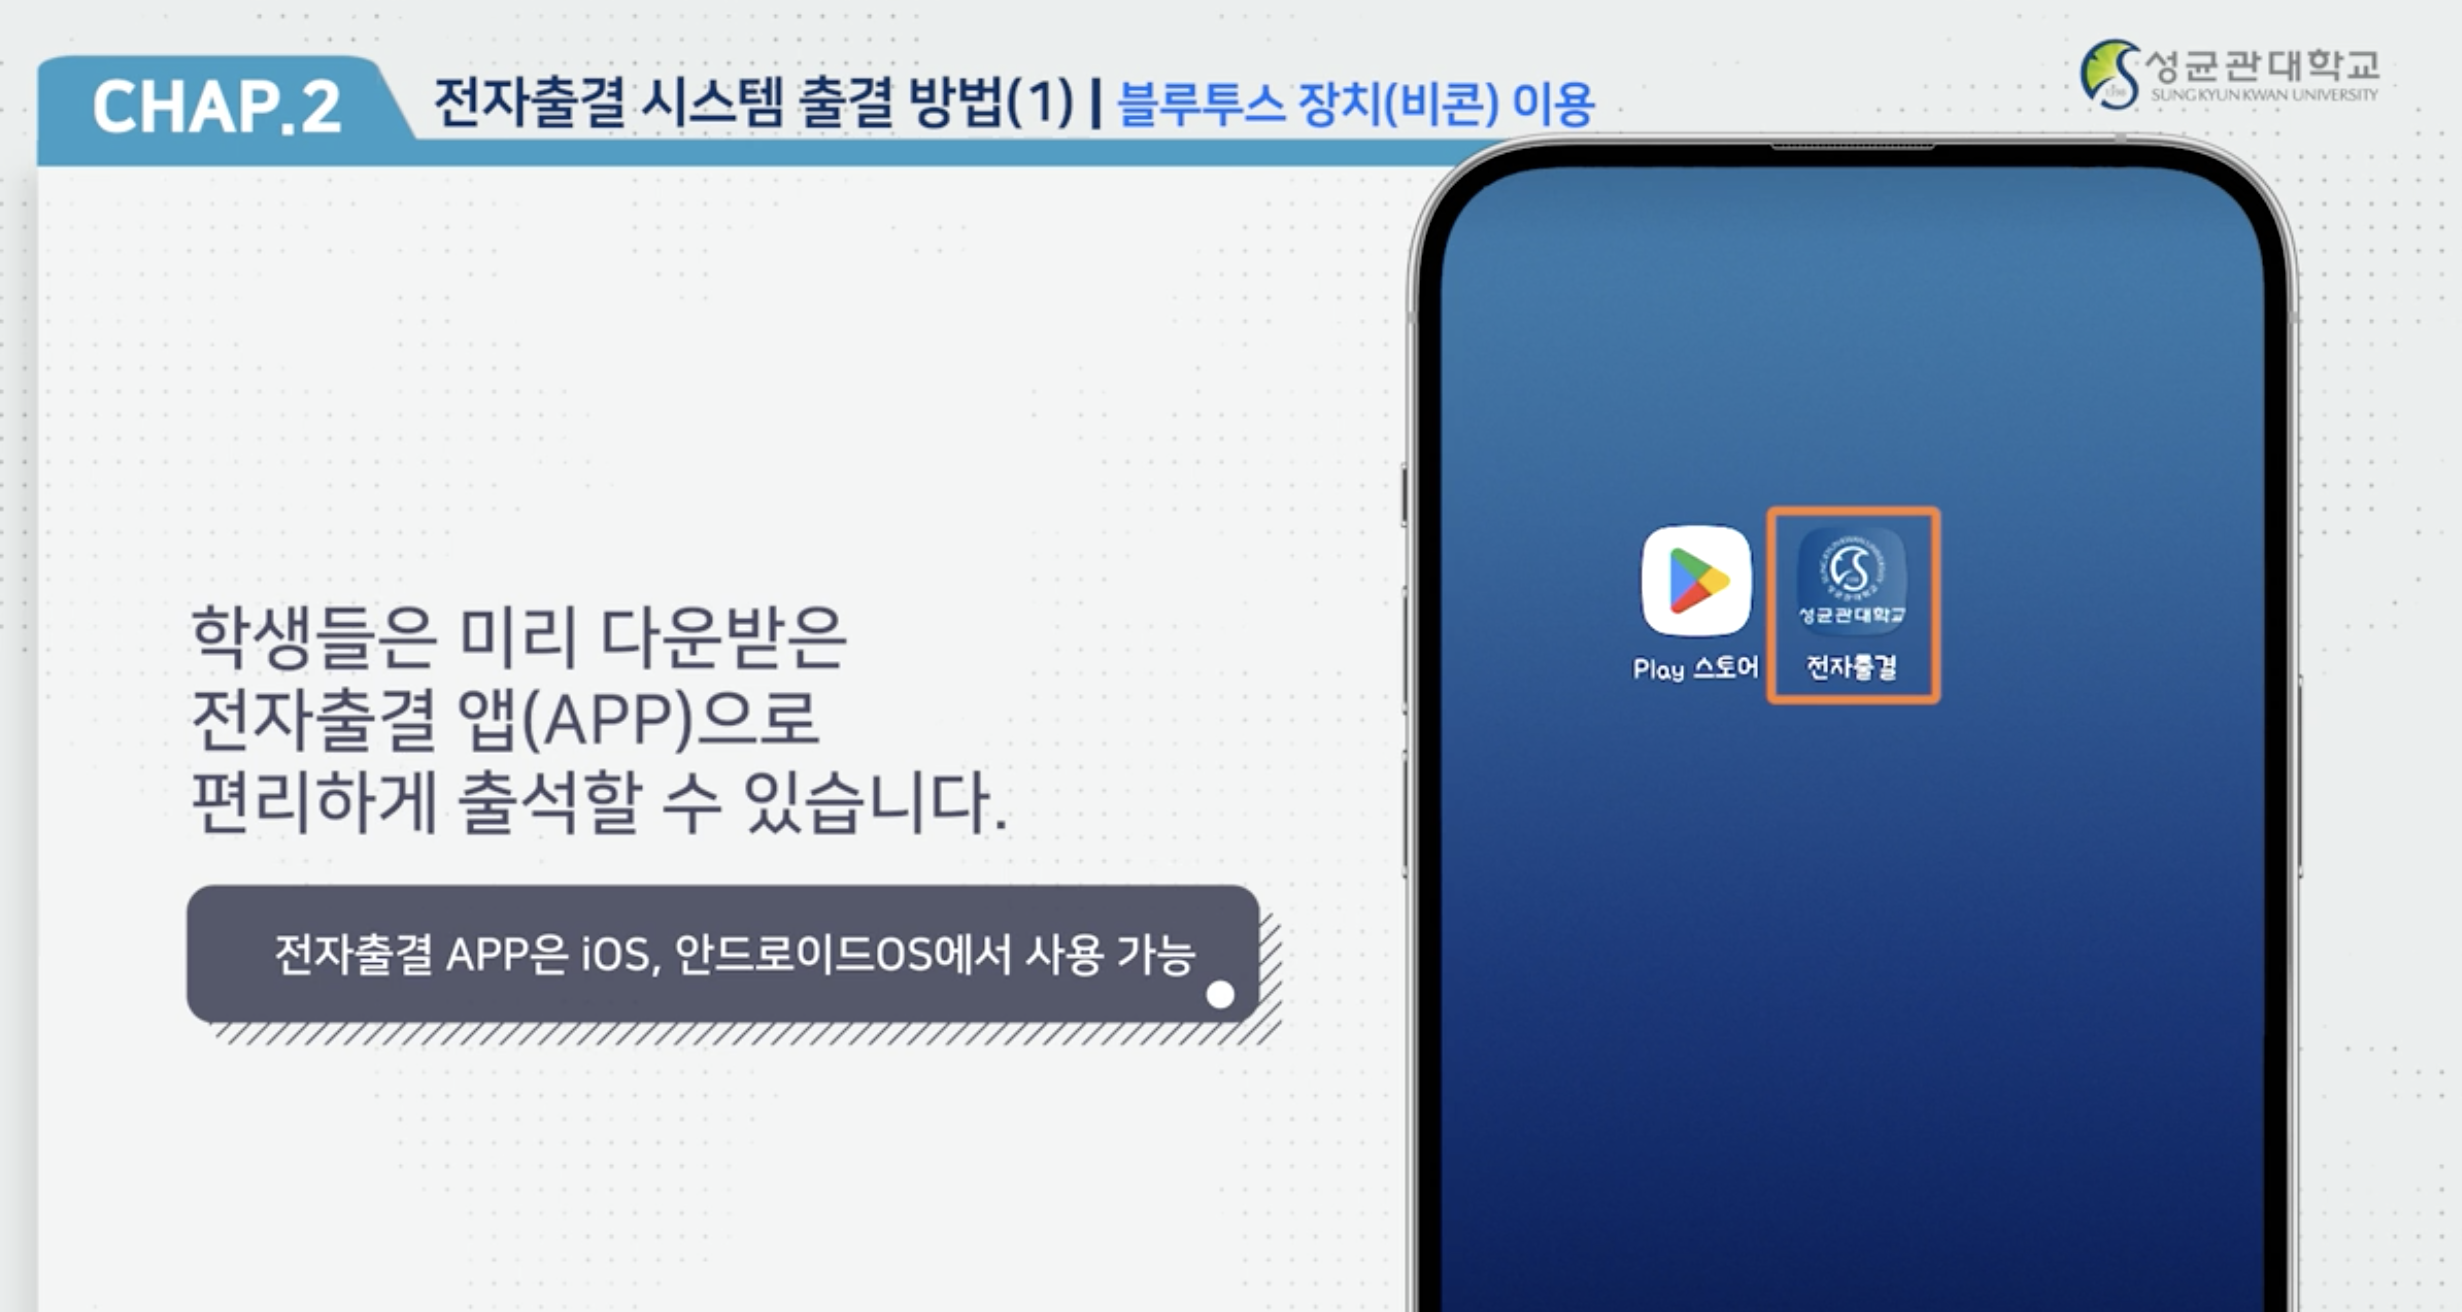 CHAP.2
전자출결 시스템 출결 방법(1) | 블루투스 장치(비콘) 이용
성균관대학교
SUNGKYUNKWAN UNIVERSITY
학생들은 미리 다운받은
전자출결 앱(APP)으로
편리하게 출석할 수 있습니다.
전자출결 APP은 iOS, 안드로이드OS에서 사용 가능
성균관대학교
Play 스토어
전자출결